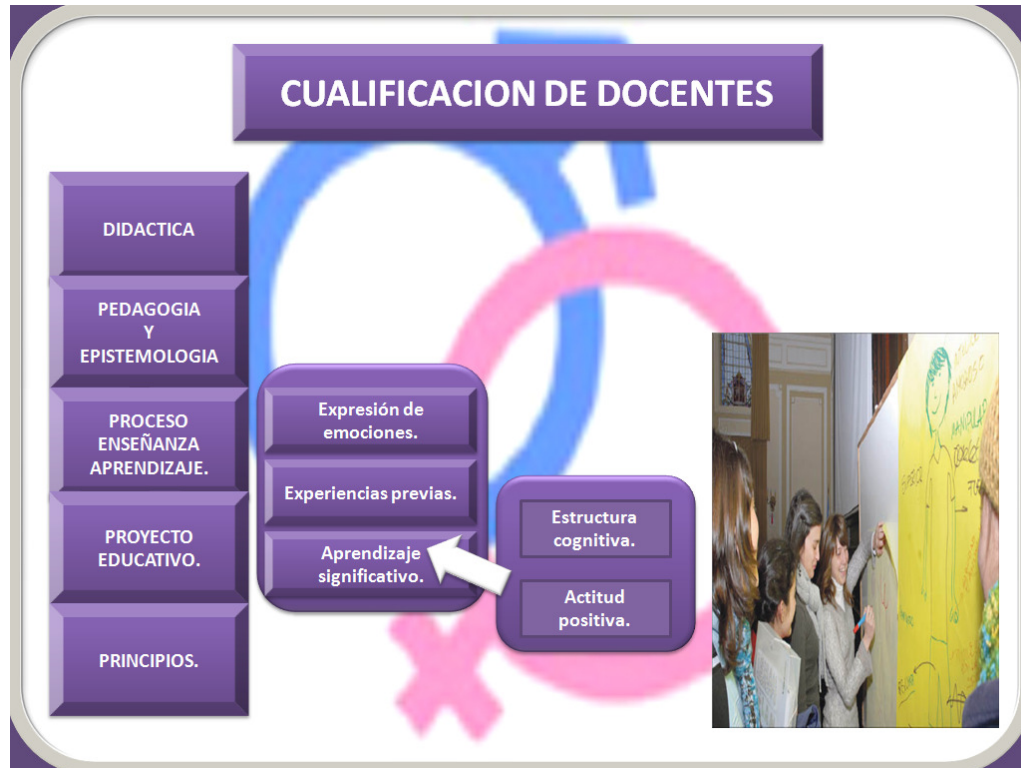 CUALIFICACION DE DOCENTES
DIDACTICA
PEDAGOGIA
Y
EPISTEMOLOGIA
PROCESO
ENSEÑANZA
APRENDIZAJE.
PROYECTO
EDUCATIVO.
PRINCIPIOS.
Expresión de
emociones.
Experiencias previas.
Aprendizaje
significativo.
Estructura
cognitiva.
Actitud
positiva.
MANIPULAR